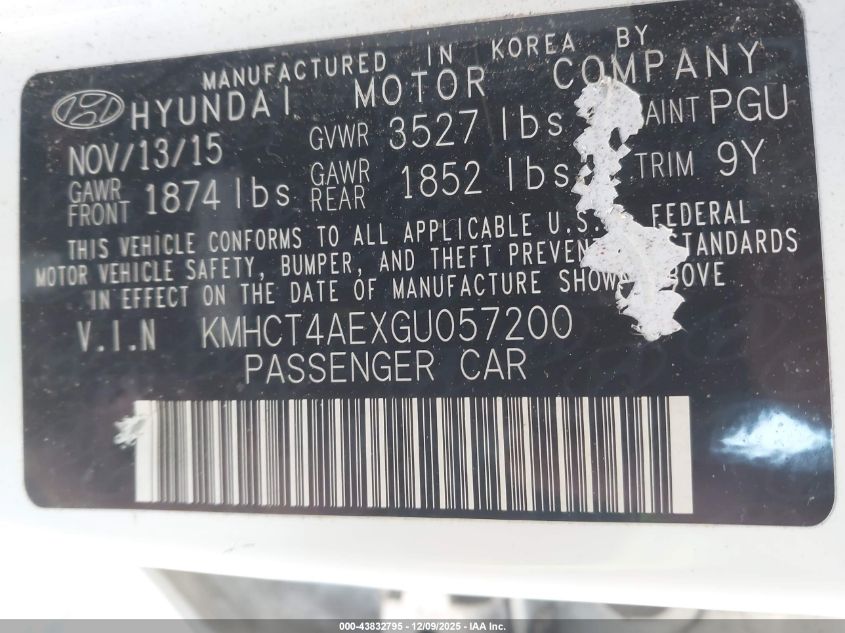 MANUFACTURED IN KOREA BY
HYUNDAI MOTOR COMPANY
NOV/13/15 GVWR 3527 lbs AINT PGU
GAWR FRONT 1874 lbs GAWR REAR 1852 lbs TRIM 9Y
THIS VEHICLE CONFORMS TO ALL APPLICABLE U.S. FEDERAL
MOTOR VEHICLE SAFETY, BUMPER, AND THEFT PREVEN STANDARDS
IN EFFECT ON THE DATE OF MANUFACTURE SHOW ABOVE
V.I.N KMHCT4AEXGU057200
PASSENGER CAR
000-43832795 - 12/09/2025 - IAA Inc.